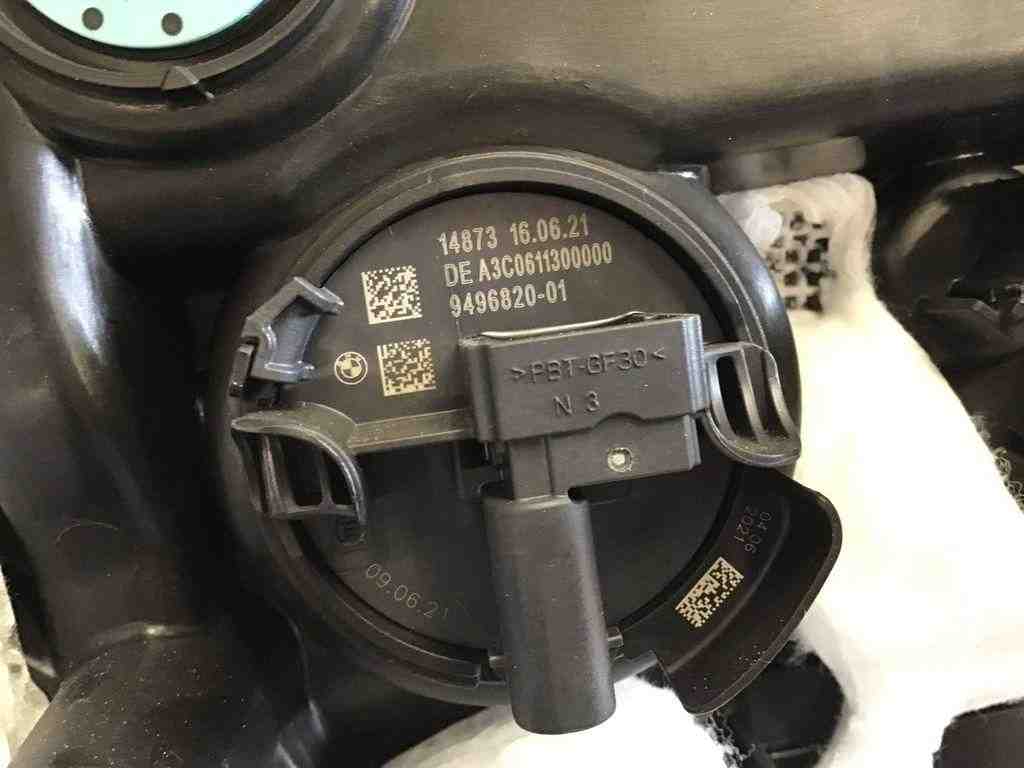 14873 16.06.21
DE A3C0611300000
9496820-01
>PBT-GF30<
N 3
04.06
2021
09.06.21